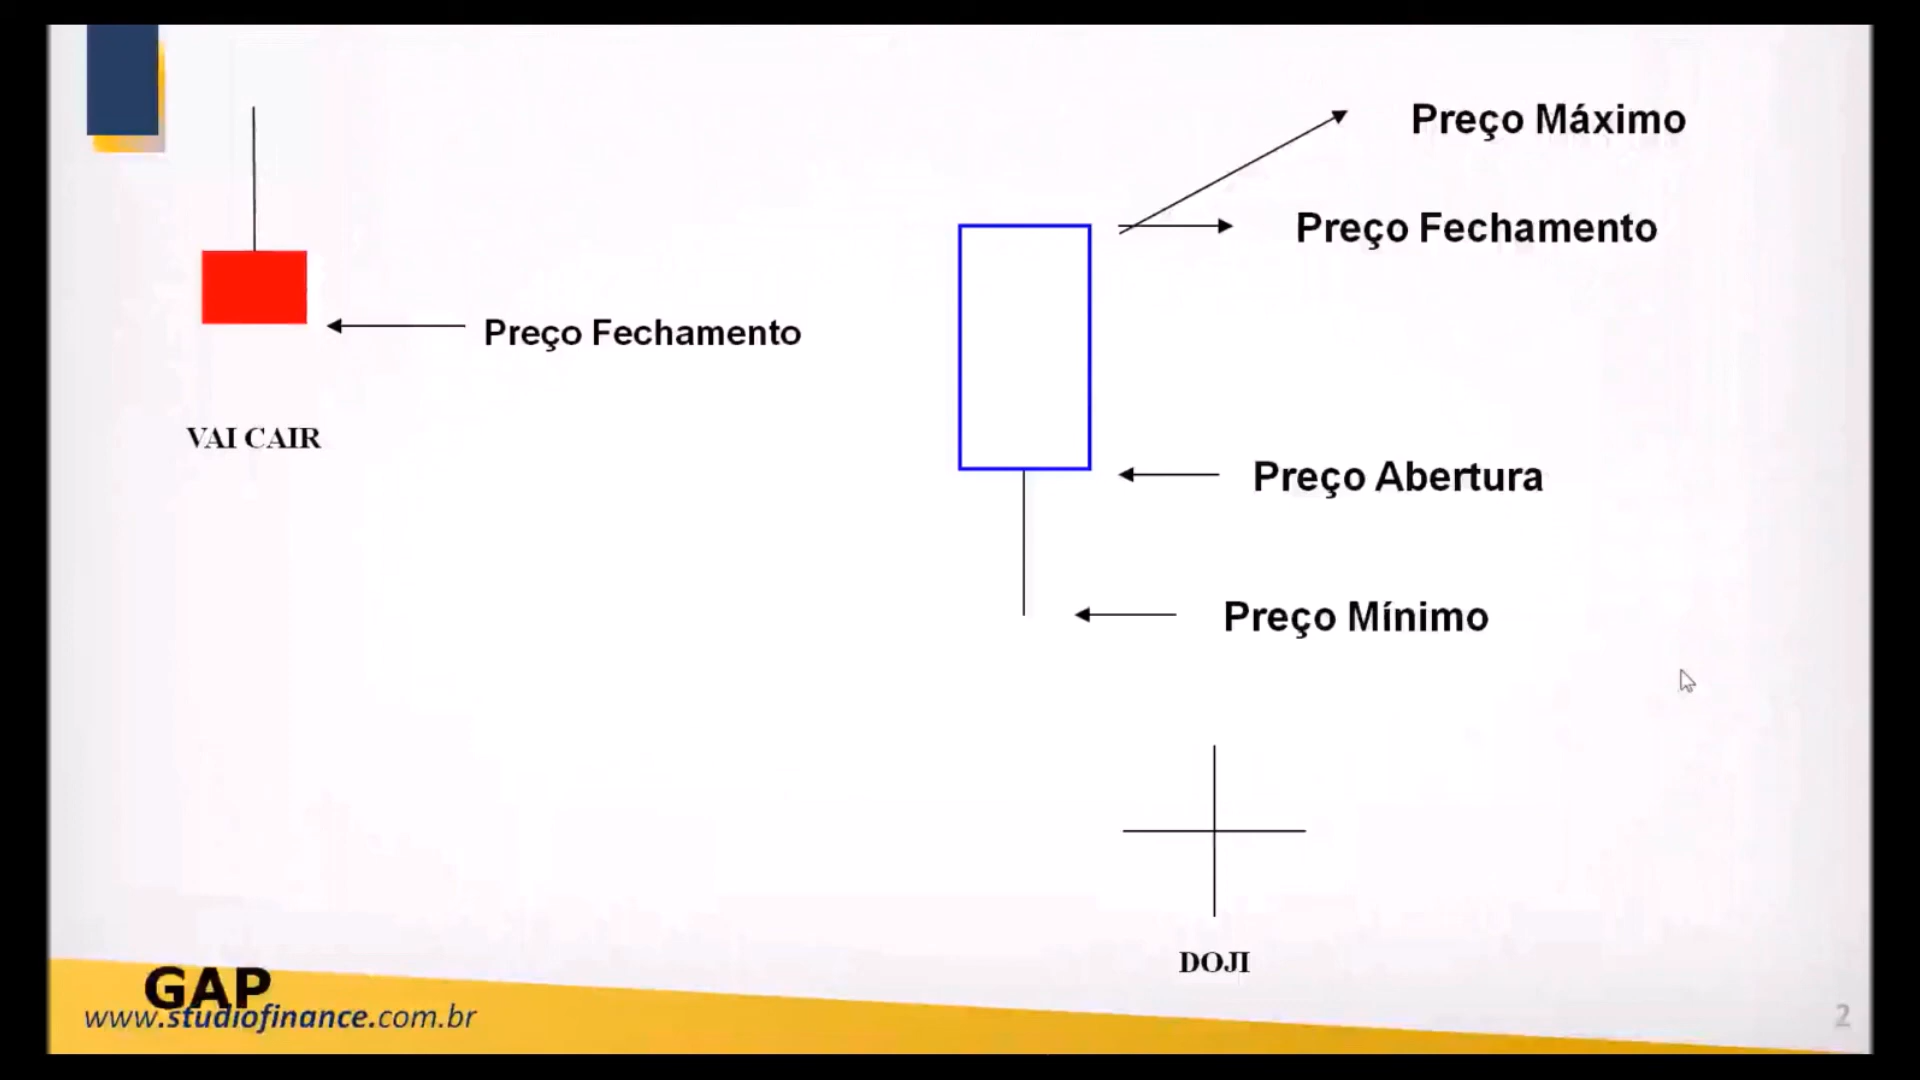 Preço Máximo
Preço Fechamento
Preço Fechamento
VAI CAIR
Preço Abertura
Preço Mínimo
DOJI
GAP
www.studiofinance.com.br
2